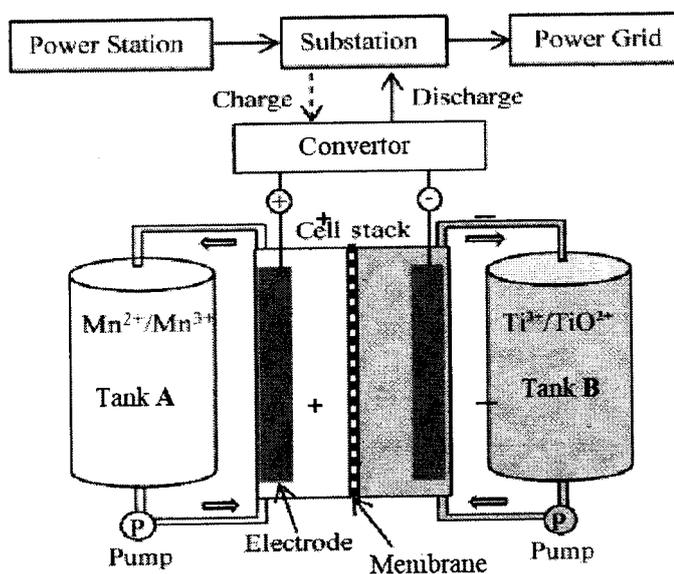 Power Station
Substation
Power Grid
Charge
Discharge
Convertor
+
-
+
Cell stack
−
Mn²⁺/Mn³⁺
Ti³⁺/TiO²⁺
Tank A
Tank B
+
−
P
P
Pump
Electrode
Menibrane
Pump